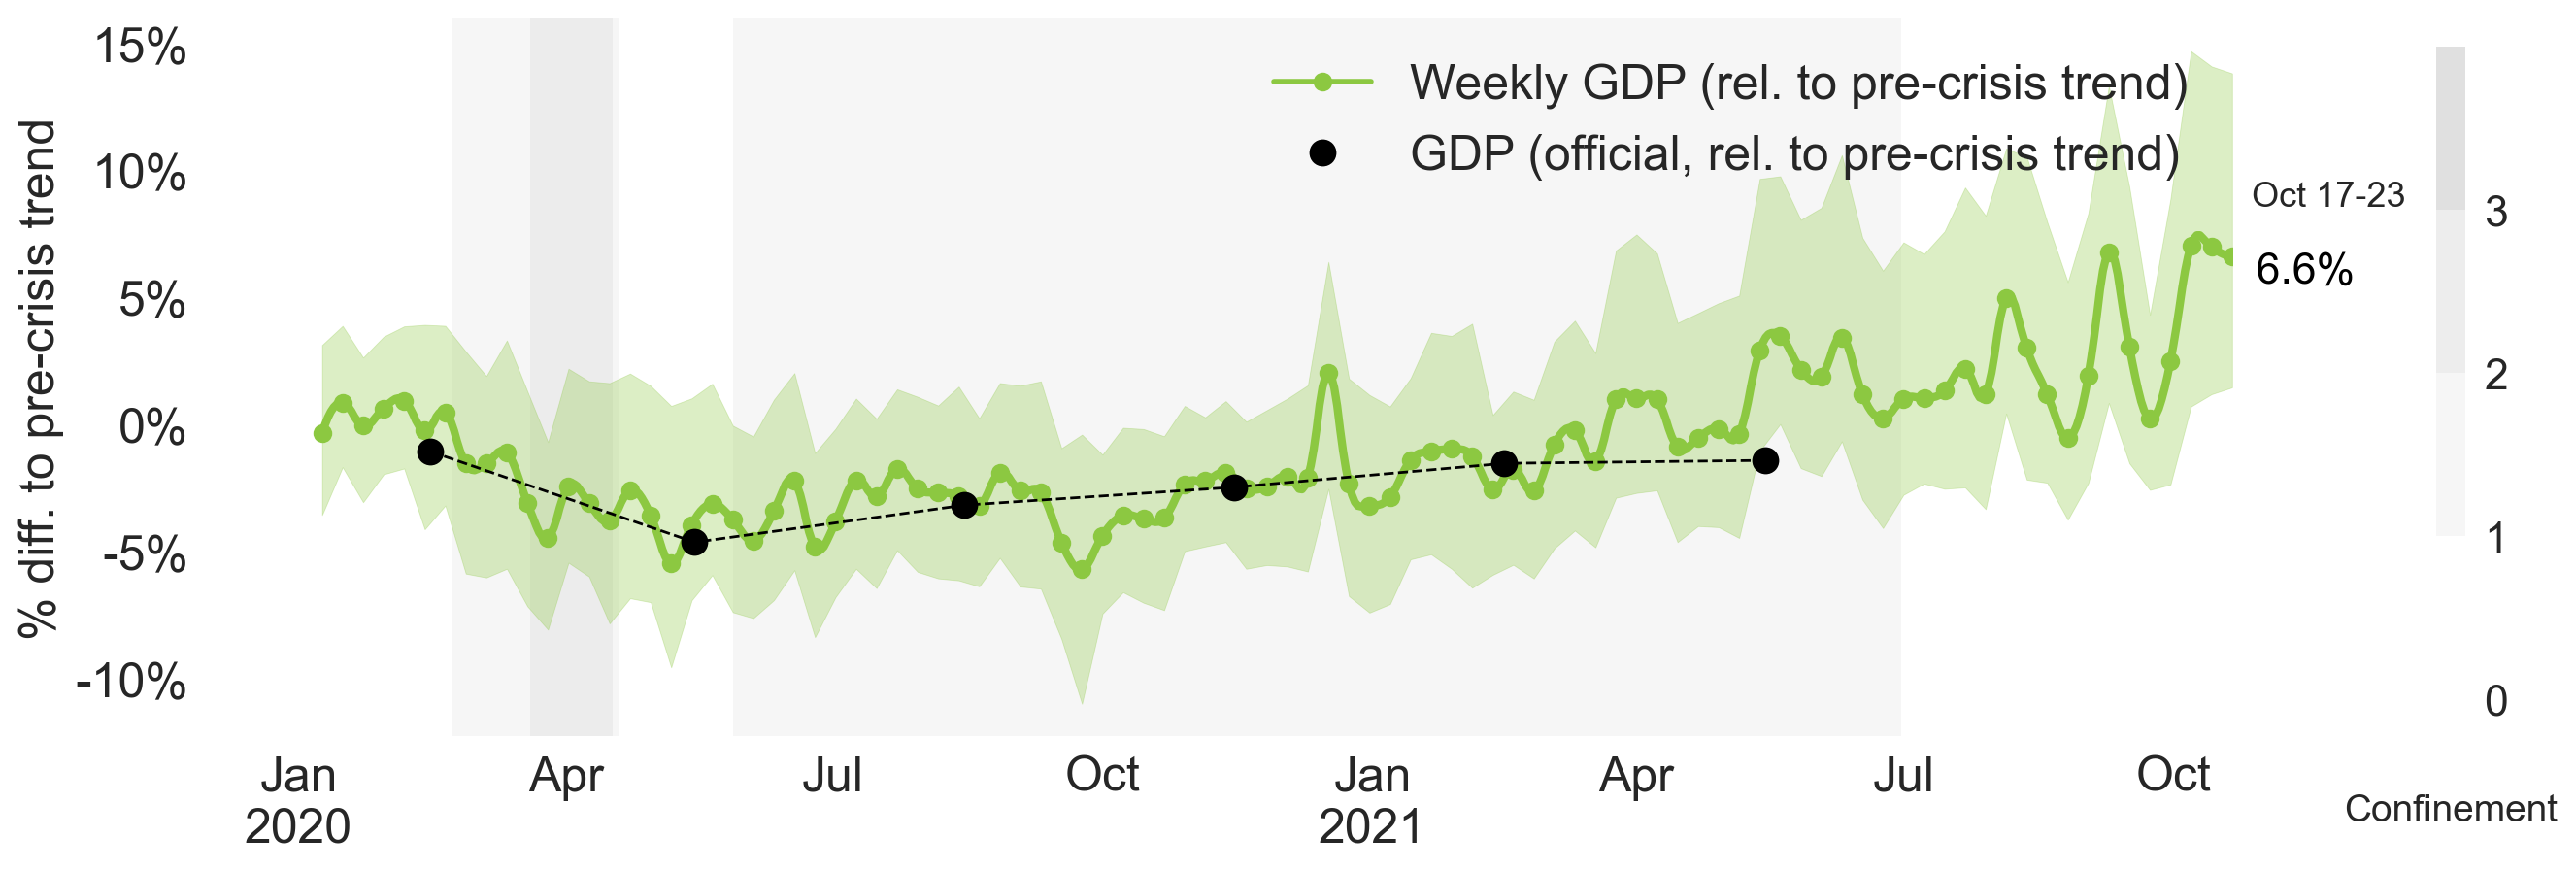 % diff. to pre-crisis trend
15%
10%
5%
0%
-5%
-10%
Weekly GDP (rel. to pre-crisis trend)
GDP (official, rel. to pre-crisis trend)
Oct 17-23
6.6%
3
2
1
0
Confinement
Jan Apr Jul Oct Jan Apr Jul Oct
2020 2021